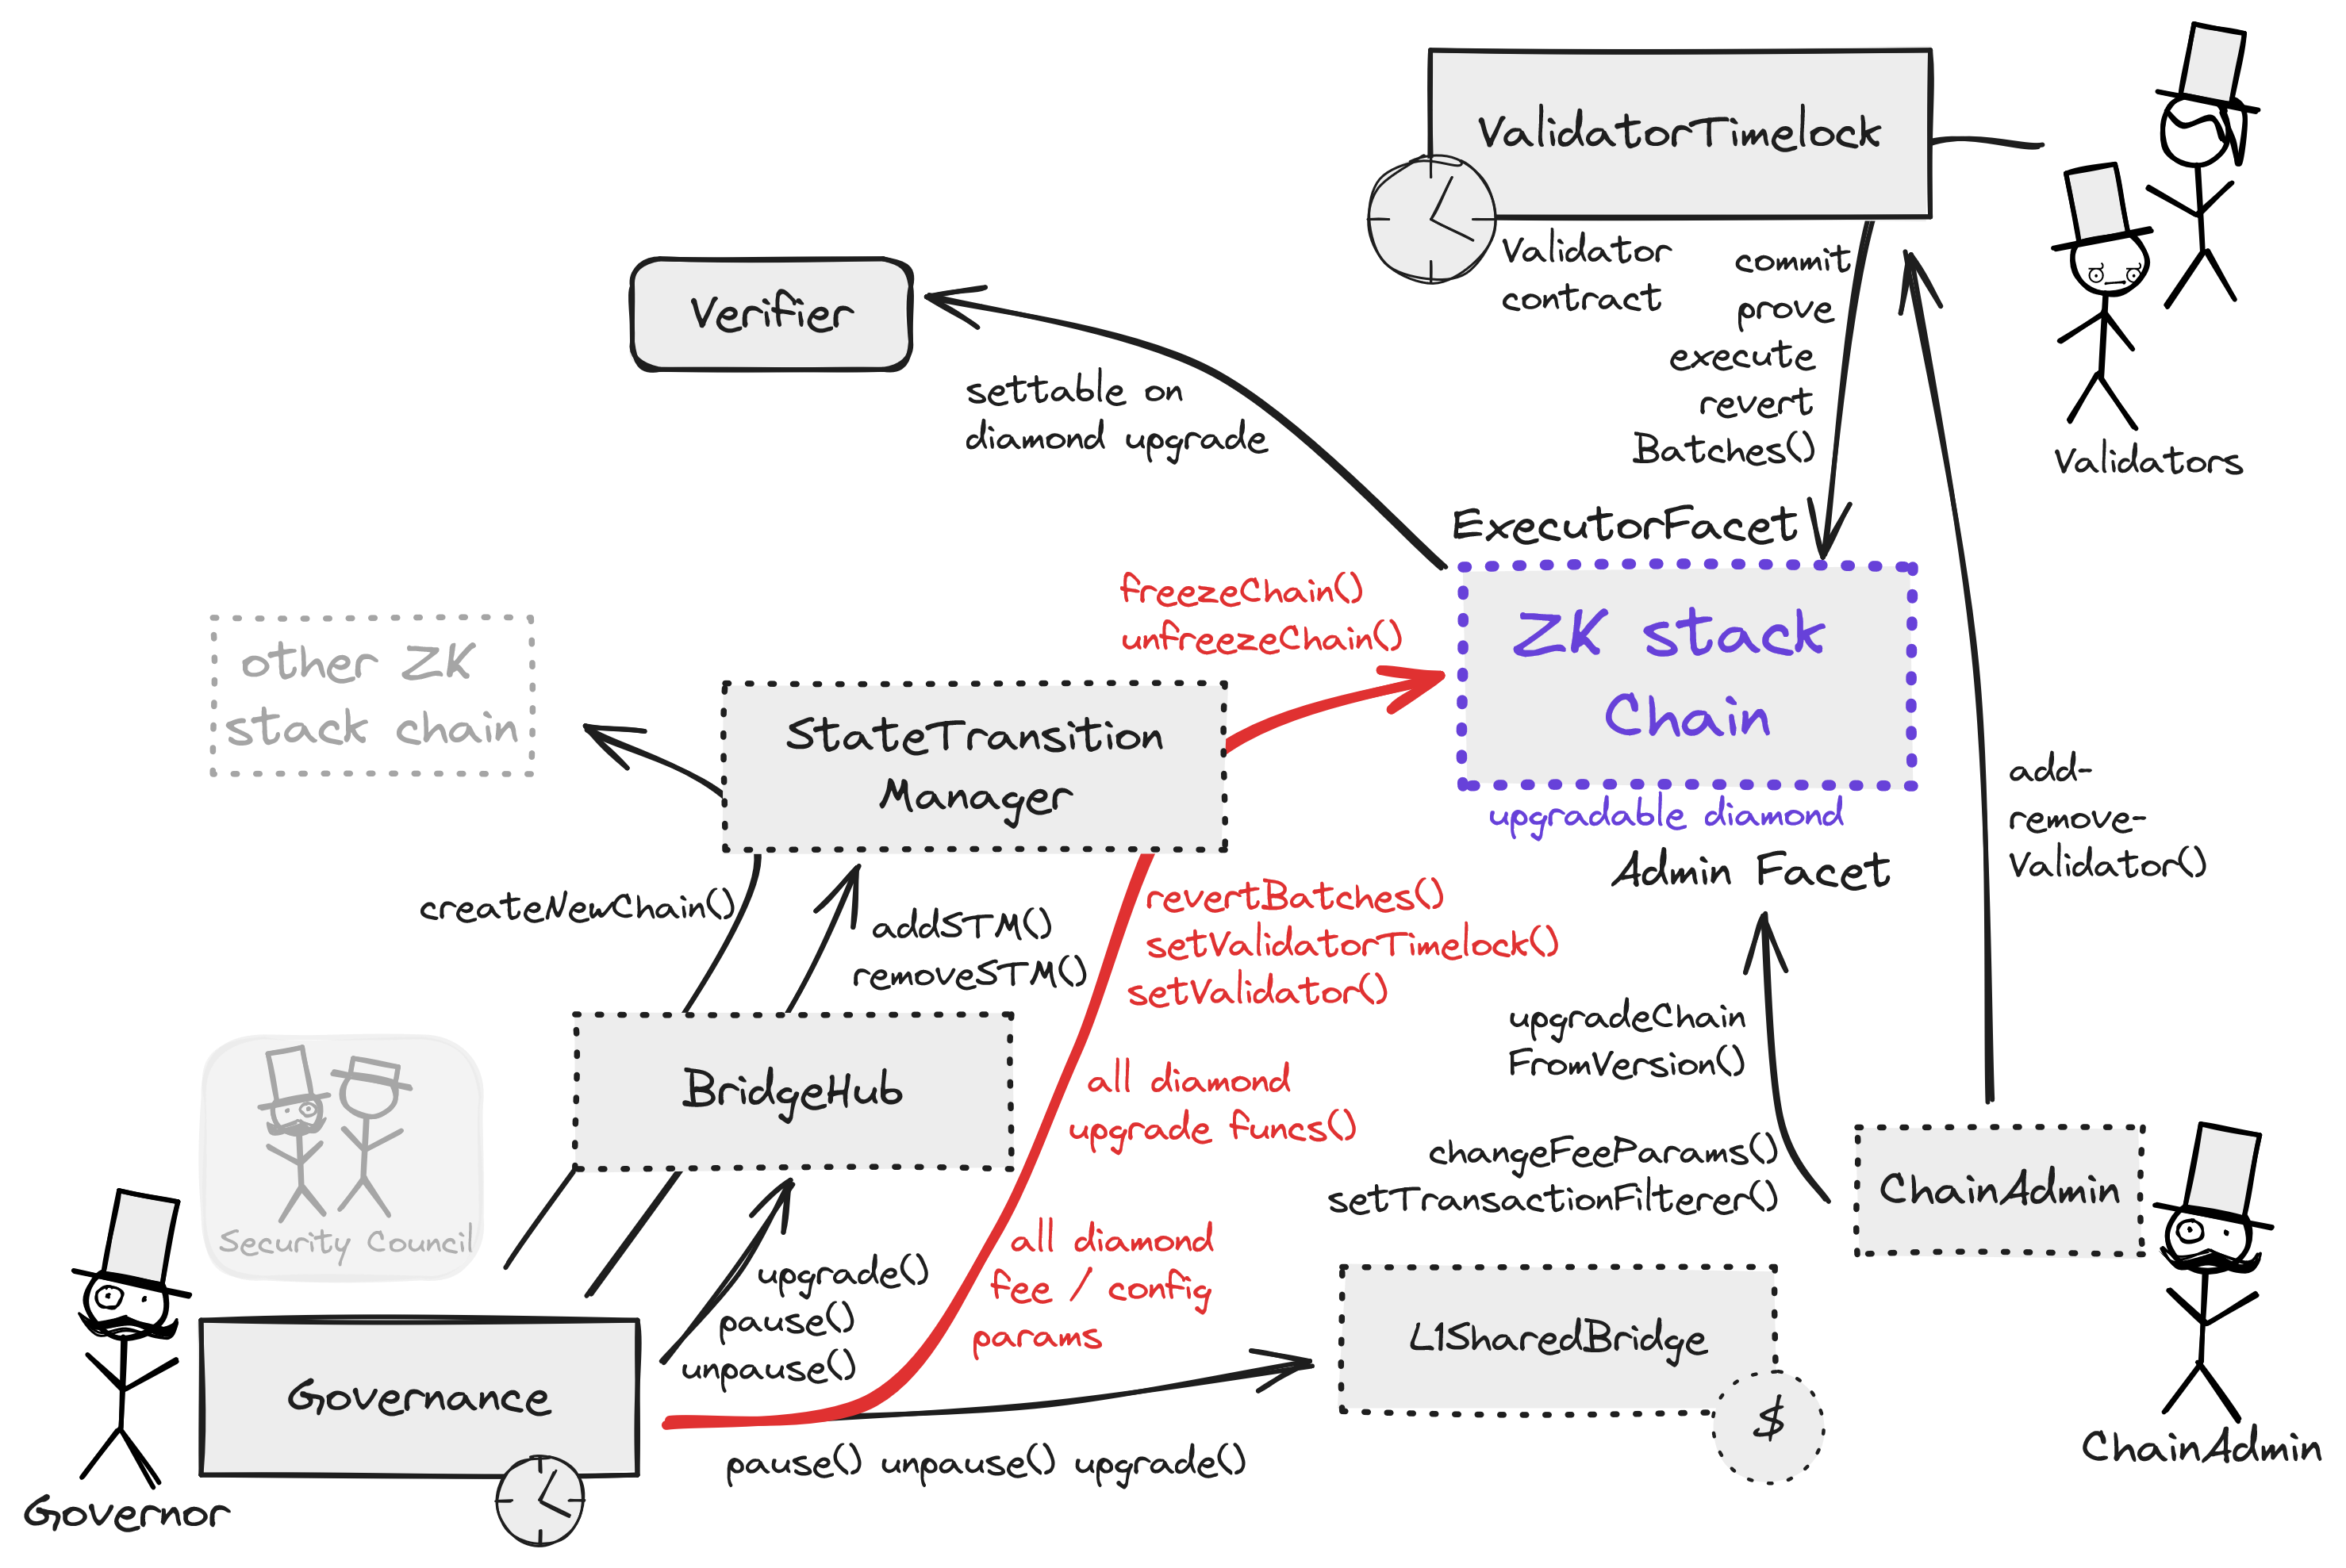 ValidatorTimelock
Validator
contract
commit
prove
execute
revert
Batches()
Validators
Verifier
settable on
diamond upgrade
ExecutorFacet
ZK stack
Chain
upgradable diamond
Admin Facet
freezeChain()
unfreezeChain()
other ZK
stack chain
StateTransition
Manager
add-
remove-
Validator()
createNewChain()
addSTM()
removeSTM()
revertBatches()
setValidatorTimelock()
setValidator()
all diamond
upgrade funcs()
all diamond
fee / config
params
upgradeChain
FromVersion()
changeFeeParams()
setTransactionFilterer()
BridgeHub
Security Council
upgrade()
pause()
unpause()
ChainAdmin
ChainAdmin
L1SharedBridge
$
Governance
Governor
pause() unpause() upgrade()